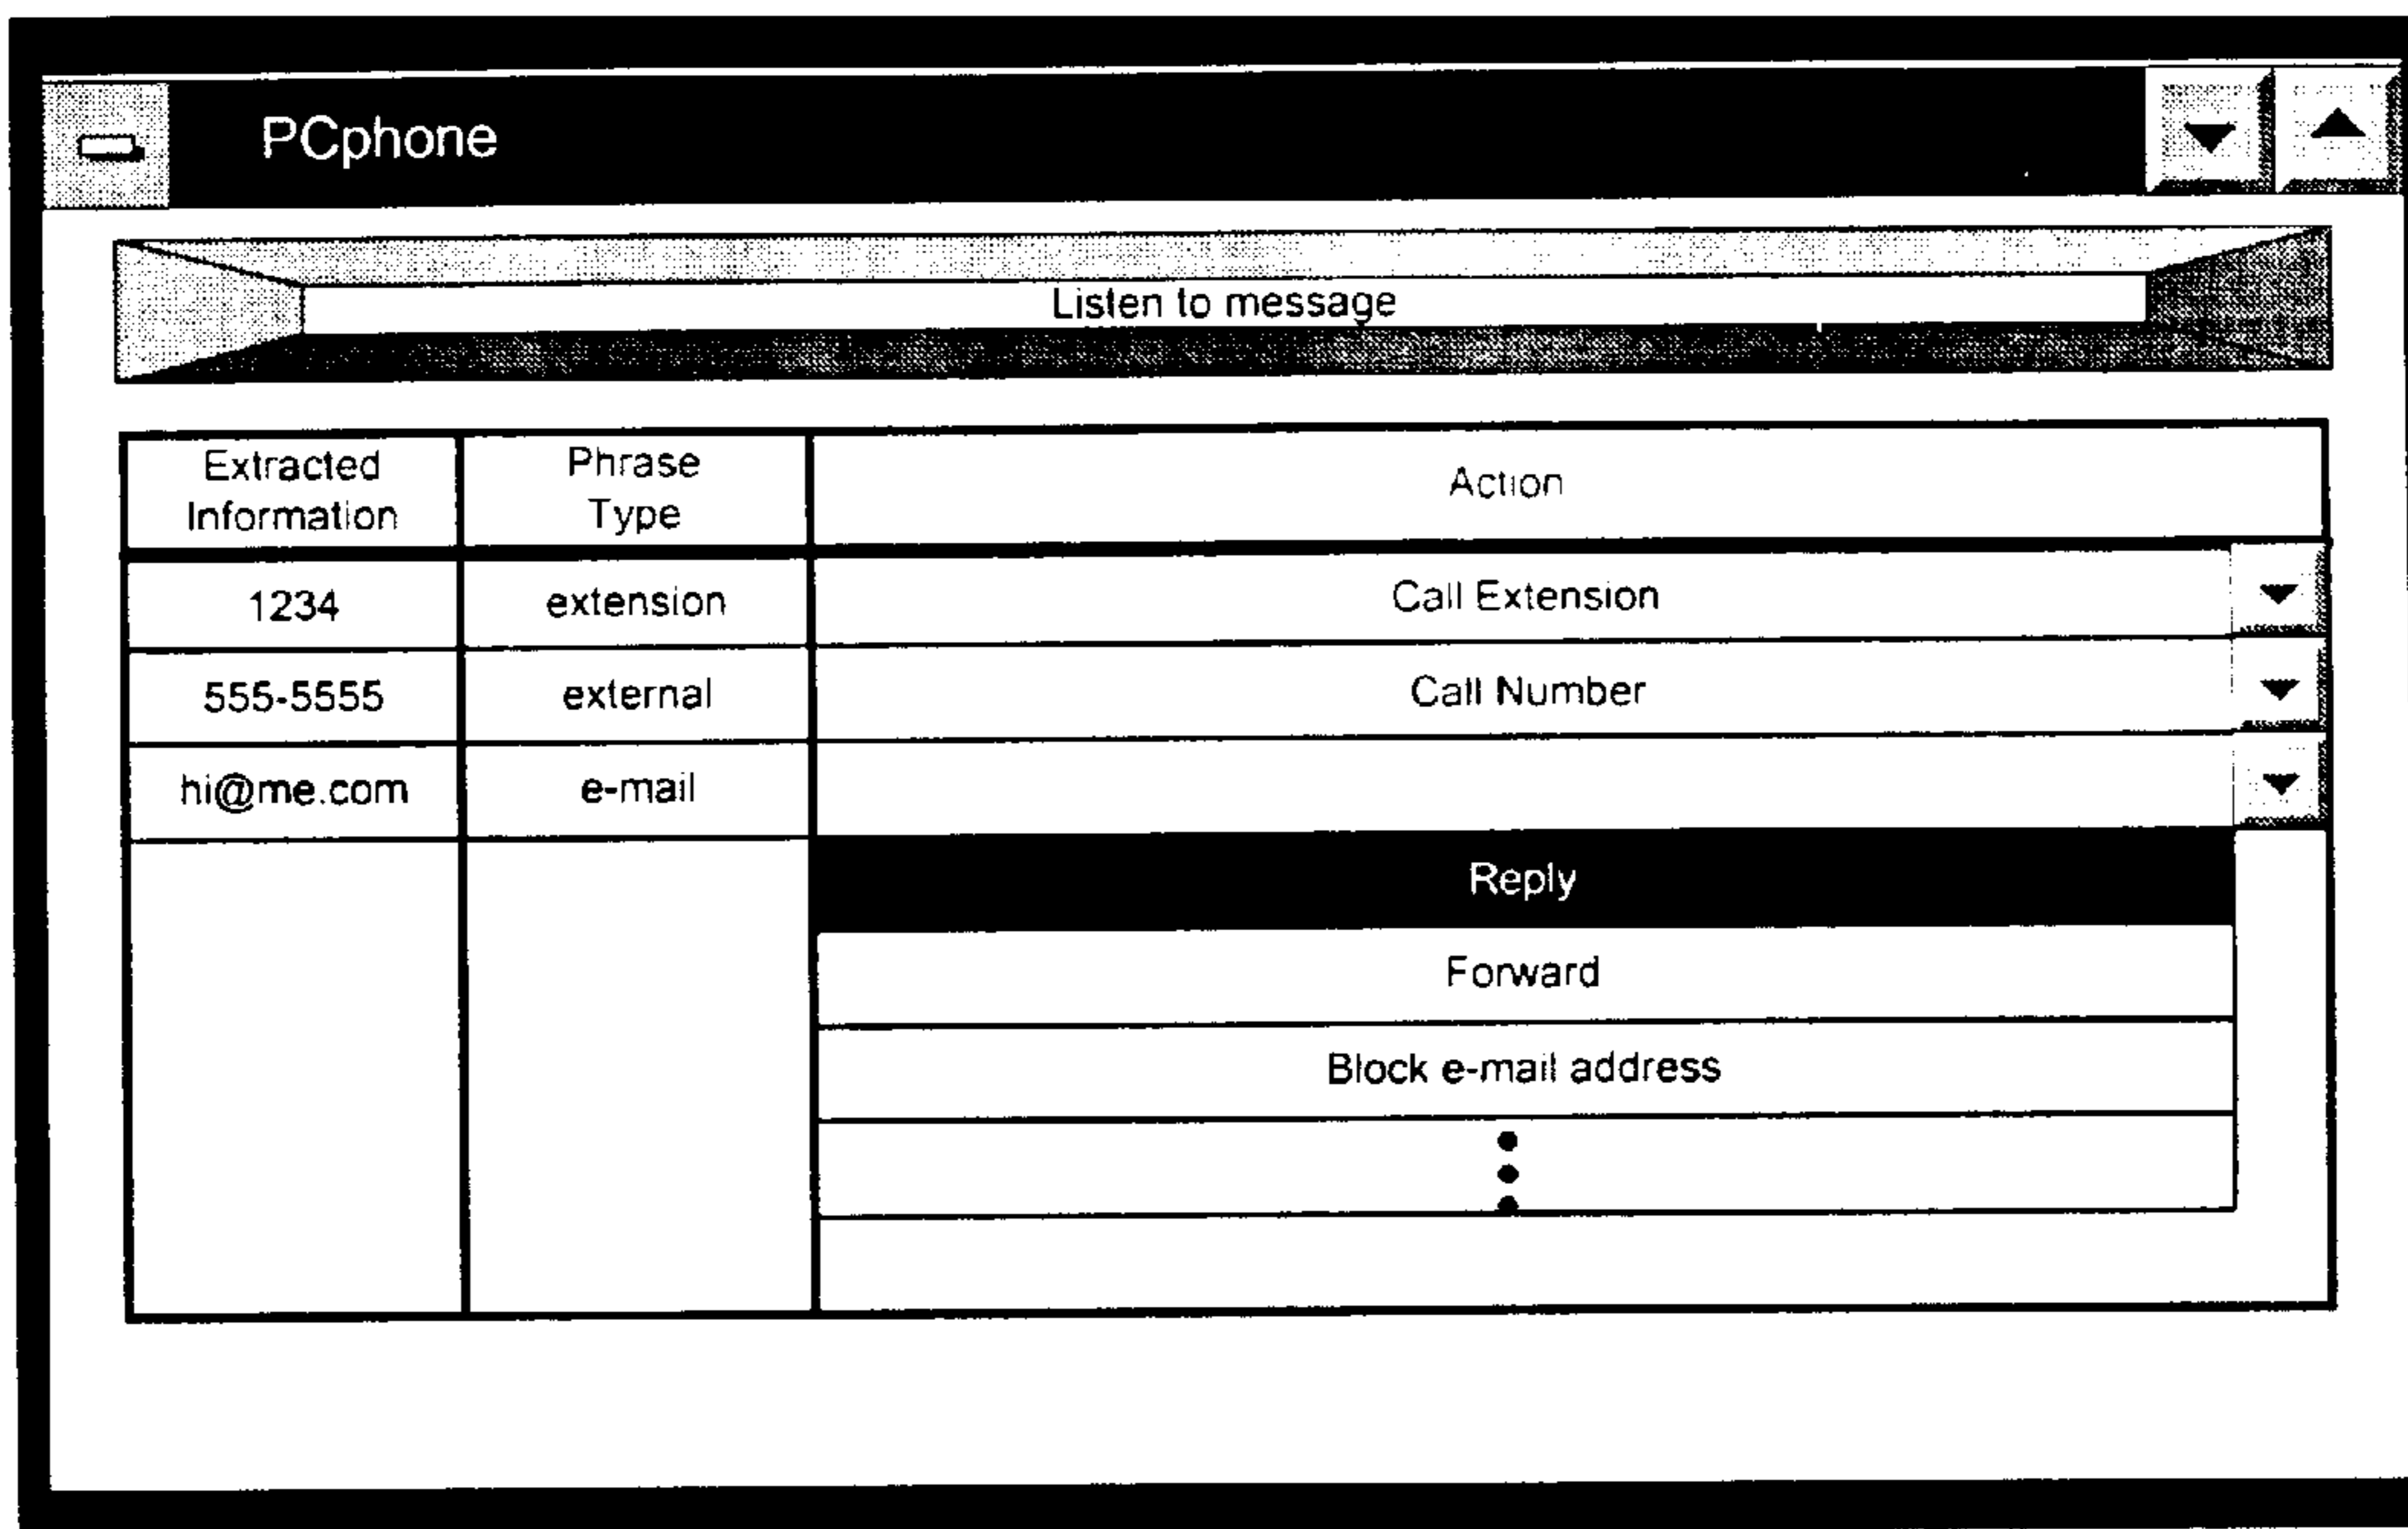 PCphone
Listen to message
Extracted Information
Phrase Type
Action
1234
extension
Call Extension
555-5555
external
Call Number
hi@me.com
e-mail
Reply
Forward
Block e-mail address